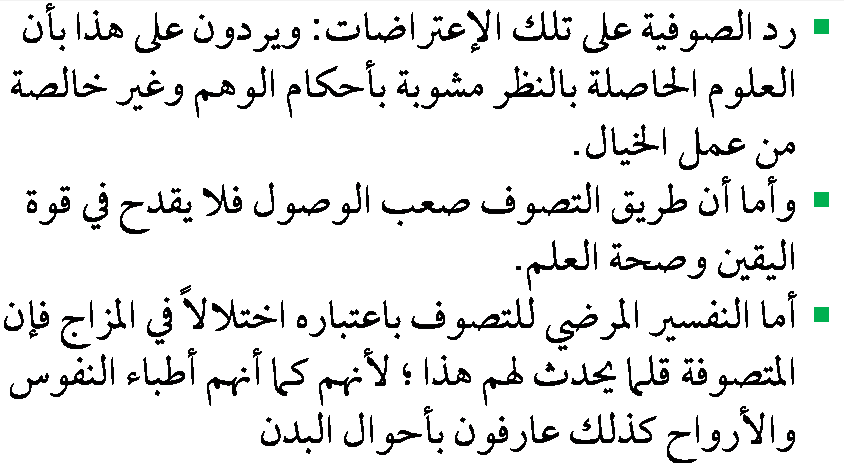 ▪ رد الصوفية على تلك الإعتراضات: ويردون على هذا بأن
العلوم الحاصلة بالنظر مشوبة بأحكام الوهم وغير خالصة
من عمل الخيال.
▪ وأما أن طريق التصوف صعب الوصول فلا يقدح في قوة
اليقين وصحة العلم.
▪ أما النفسير المرضي للتصوف باعتباره اختلالاً في المزاج فإن
المتصوفة قلما يحدث لهم هذا ؛ لأنهم كما أنهم أطباء النفوس
والأرواح كذلك عارفون بأحوال البدن